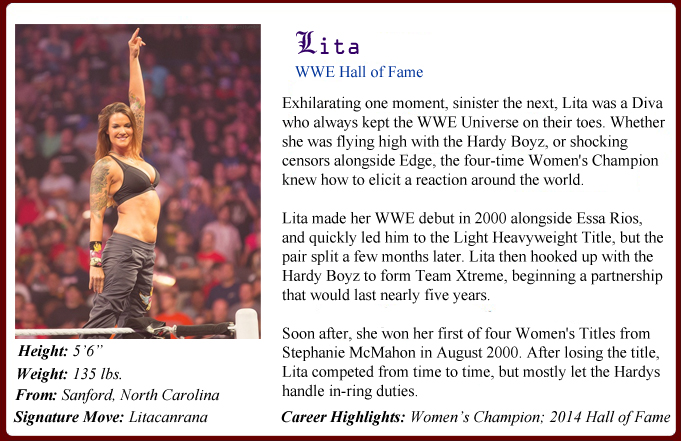 Lita
WWE Hall of Fame
Exhilarating one moment, sinister the next, Lita was a Diva
who always kept the WWE Universe on their toes. Whether
she was flying high with the Hardy Boyz, or shocking
censors alongside Edge, the four-time Women's Champion
knew how to elicit a reaction around the world.
Lita made her WWE debut in 2000 alongside Essa Rios,
and quickly led him to the Light Heavyweight Title, but the
pair split a few months later. Lita then hooked up with the
Hardy Boyz to form Team Xtreme, beginning a partnership
that would last nearly five years.
Soon after, she won her first of four Women's Titles from
Stephanie McMahon in August 2000. After losing the title,
Lita competed from time to time, but mostly let the Hardys
handle in-ring duties.
Height: 5’6”
Weight: 135 lbs.
From: Sanford, North Carolina
Signature Move: Litacanrana
Career Highlights: Women’s Champion; 2014 Hall of Fame